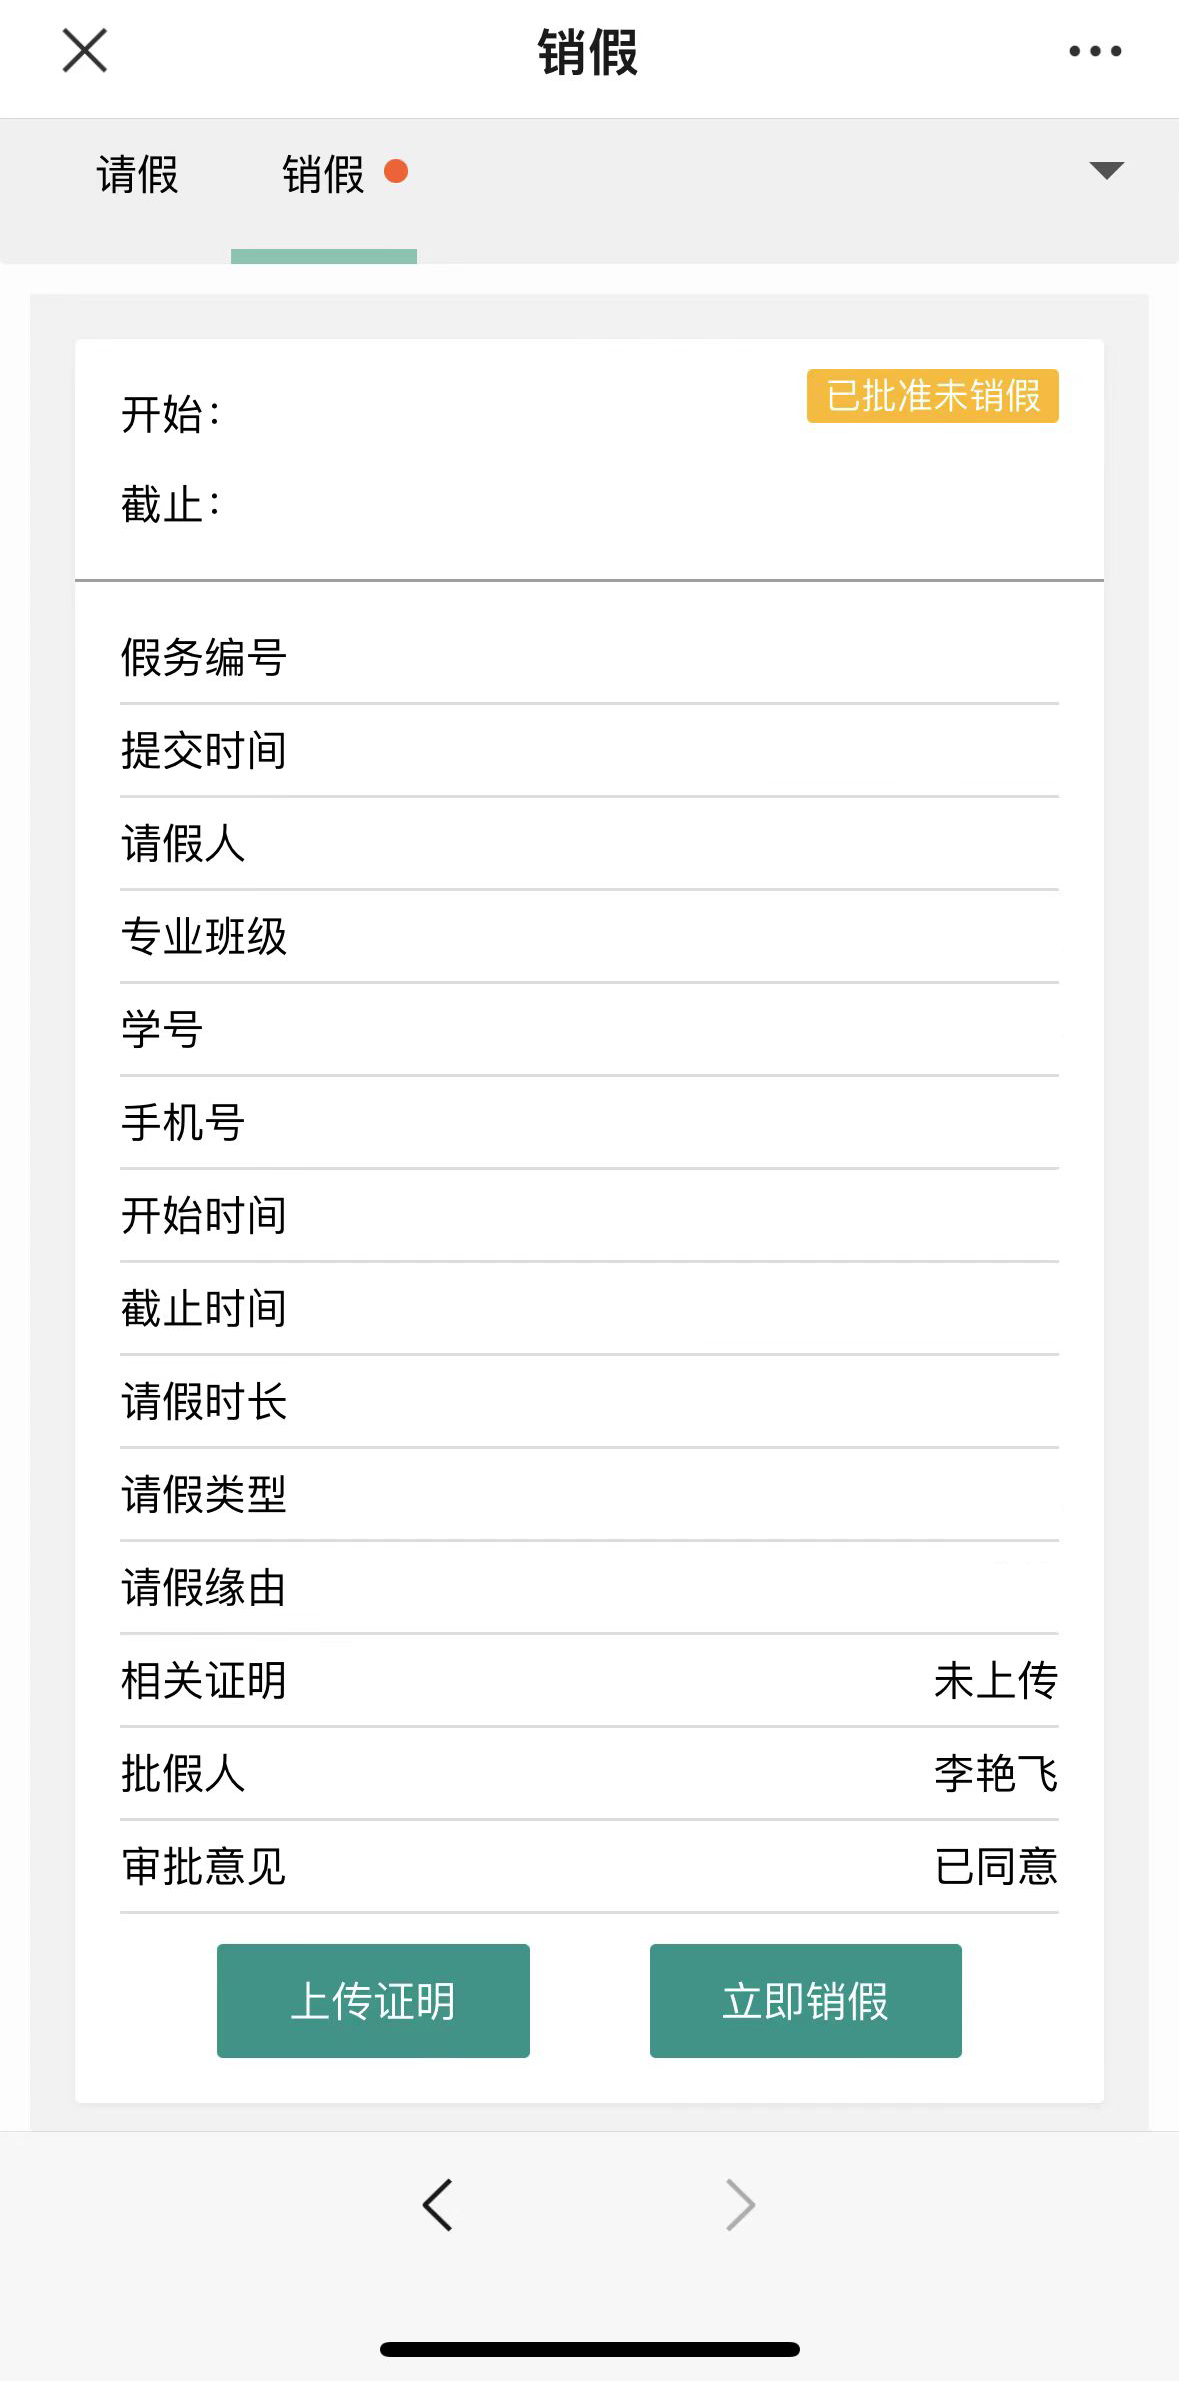 销假
请假 销假
开始：
已批准未销假
截止：
假务编号
提交时间
请假人
专业班级
学号
手机号
开始时间
截止时间
请假时长
请假类型
请假缘由
相关证明 未上传
批假人 李艳飞
审批意见 已同意
上传证明 立即销假